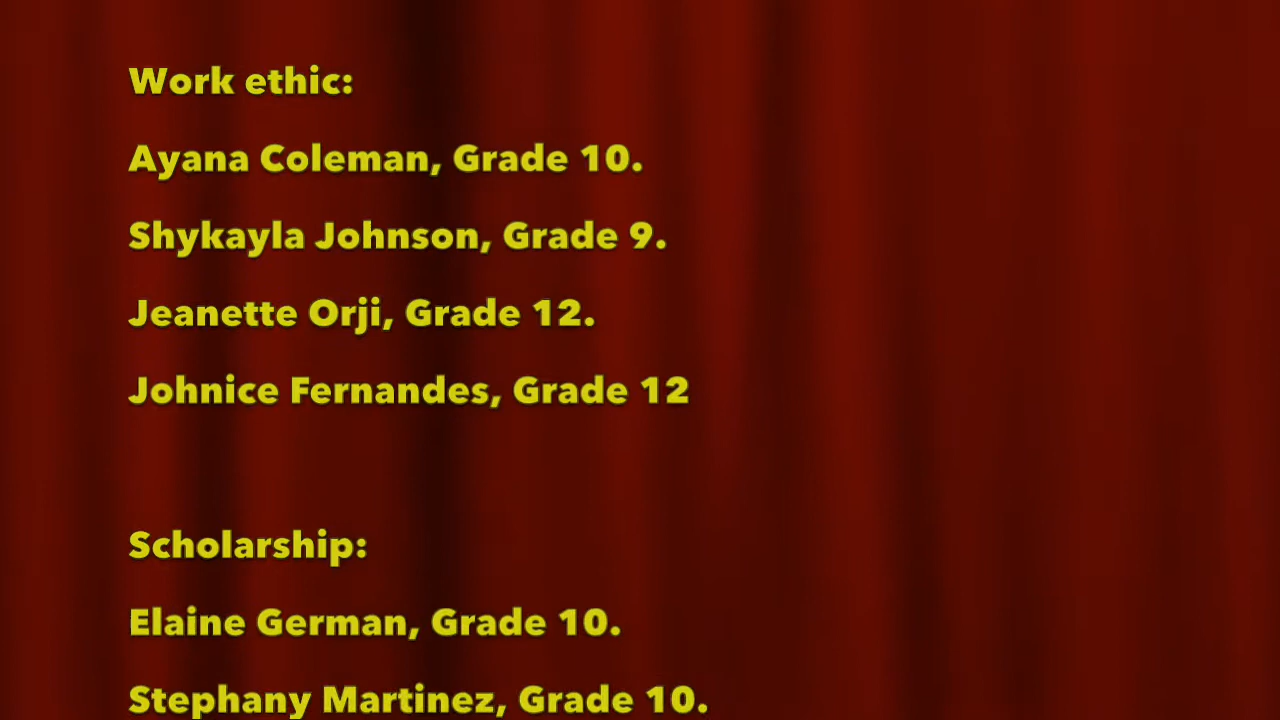 Work ethic:
Ayana Coleman, Grade 10.
Shykayla Johnson, Grade 9.
Jeanette Orji, Grade 12.
Johnice Fernandes, Grade 12
Scholarship:
Elaine German, Grade 10.
Stephany Martinez, Grade 10.